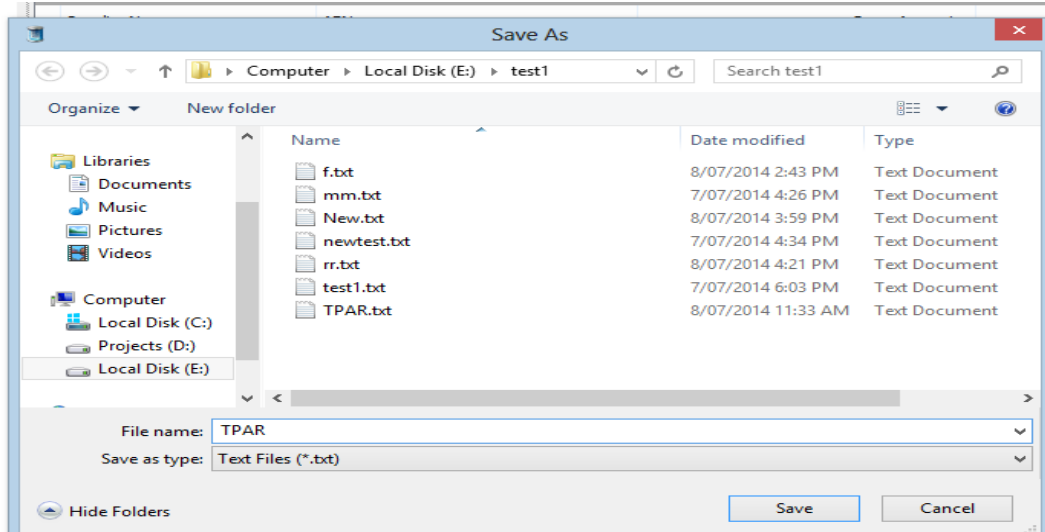 Save As
Computer Local Disk (E:) test1 Search test1
Organize New folder
Name Date modified Type
Libraries
Documents
Music
Pictures
Videos
Computer
Local Disk (C:)
Projects (D:)
Local Disk (E:)
f.txt 8/07/2014 2:43 PM Text Document
mm.txt 7/07/2014 4:26 PM Text Document
New.txt 8/07/2014 3:59 PM Text Document
newtest.txt 7/07/2014 4:34 PM Text Document
rr.txt 8/07/2014 4:21 PM Text Document
test1.txt 7/07/2014 6:03 PM Text Document
TPAR.txt 8/07/2014 11:33 AM Text Document
File name: TPAR
Save as type: Text Files (*.txt)
Hide Folders Save Cancel